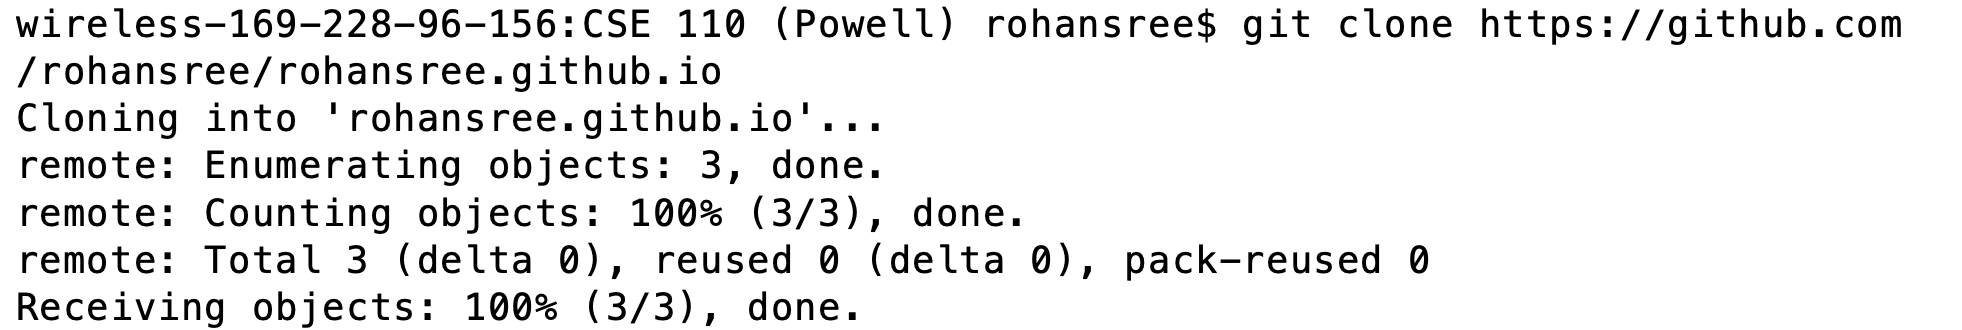 wireless-169-228-96-156:CSE 110 (Powell) rohansree$ git clone https://github.com
/rohansree/rohansree.github.io
Cloning into 'rohansree.github.io'...
remote: Enumerating objects: 3, done.
remote: Counting objects: 100% (3/3), done.
remote: Total 3 (delta 0), reused 0 (delta 0), pack-reused 0
Receiving objects: 100% (3/3), done.